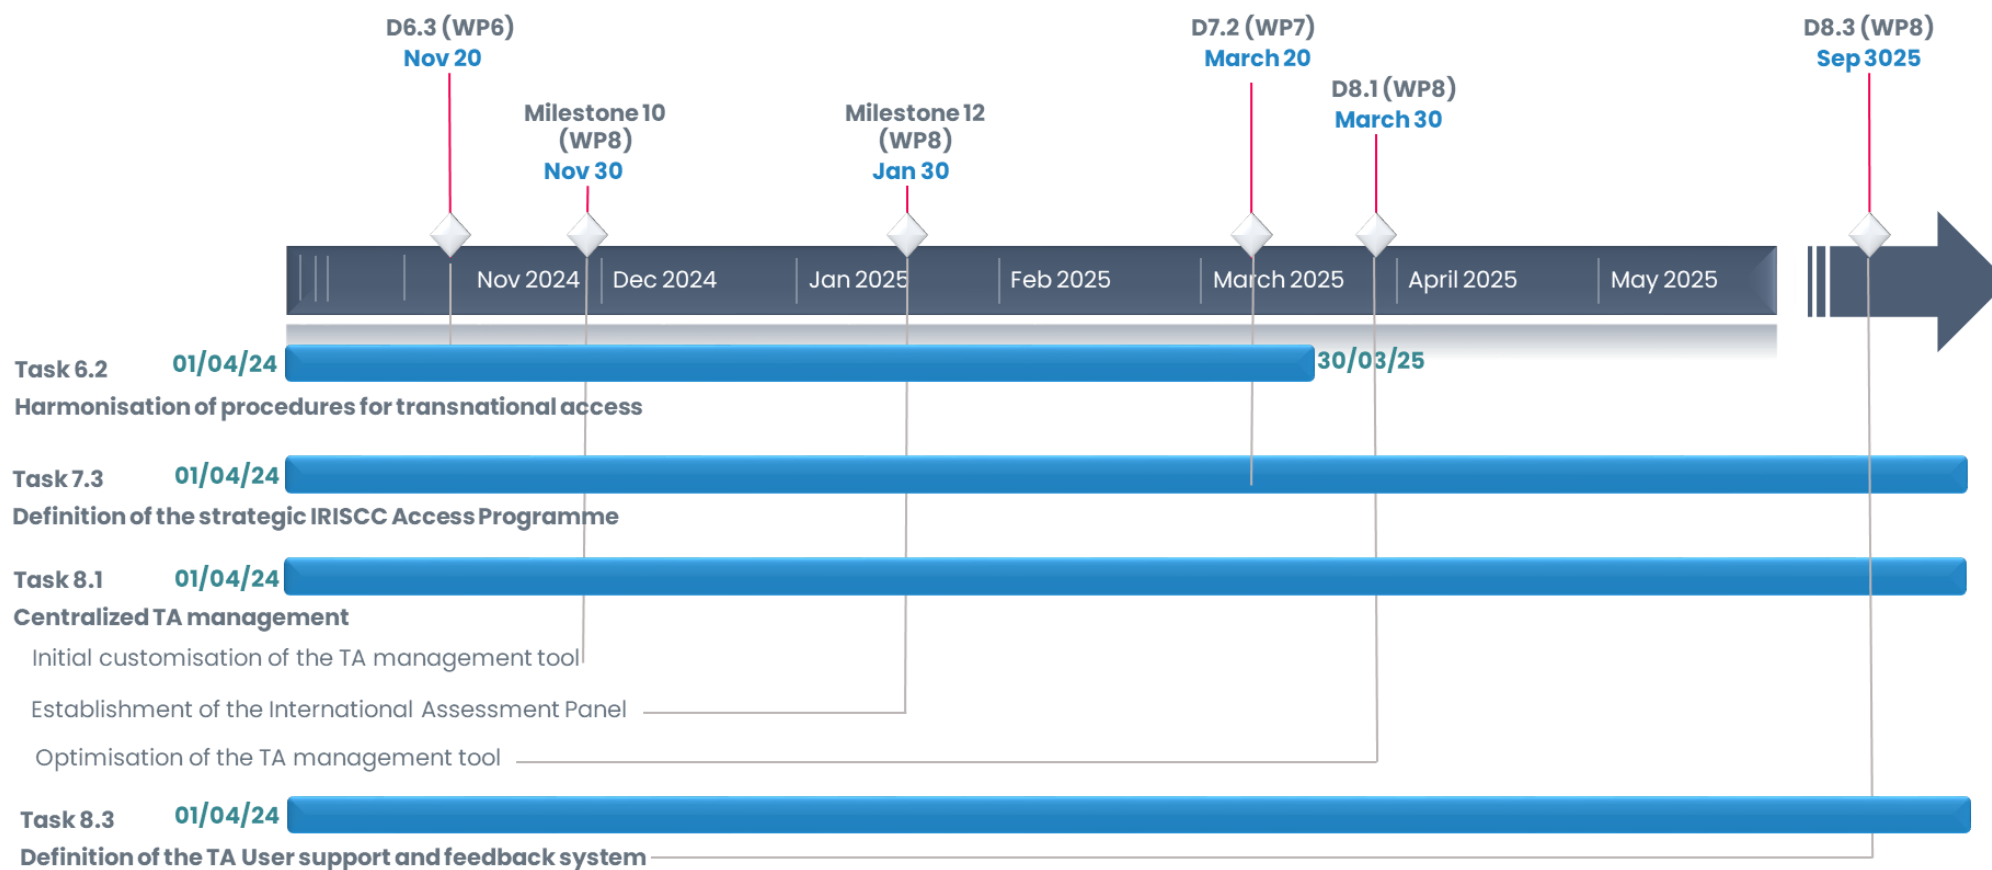 D6.3 (WP6)
Nov 20
Milestone 10
(WP8)
Nov 30
Milestone 12
(WP8)
Jan 30
D7.2 (WP7)
March 20
D8.1 (WP8)
March 30
D8.3 (WP8)
Sep 3025
Nov 2024
Dec 2024
Jan 2025
Feb 2025
March 2025
April 2025
May 2025
Task 6.2
01/04/24
30/03/25
Harmonisation of procedures for transnational access
Task 7.3
01/04/24
Definition of the strategic IRISCC Access Programme
Task 8.1
01/04/24
Centralized TA management
Initial customisation of the TA management tool
Establishment of the International Assessment Panel
Optimisation of the TA management tool
Task 8.3
01/04/24
Definition of the TA User support and feedback system